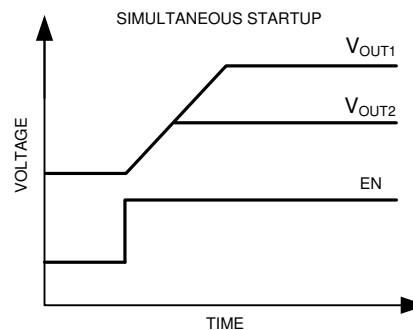 SIMULTANEOUS STARTUP
VOUT1
VOUT2
EN
VOLTAGE
TIME